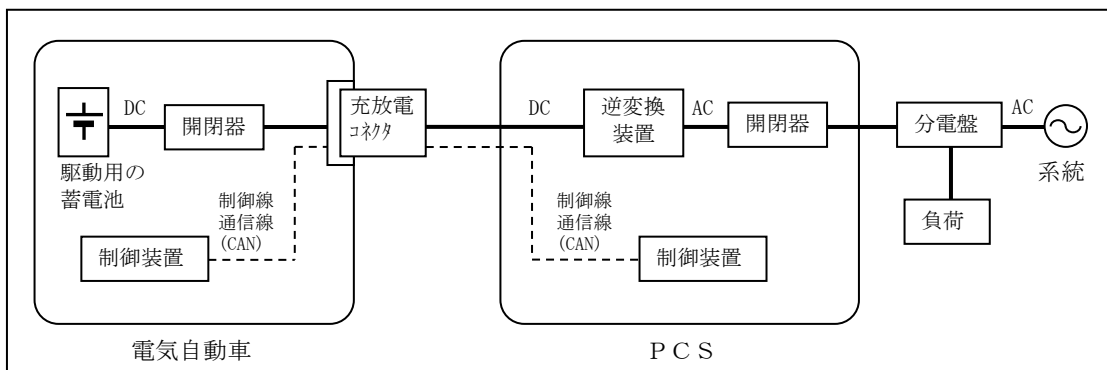 DC
開閉器
駆動用の
蓄電池
制御装置
制御線
通信線
(CAN)
充放電
コネクタ
電気自動車
DC
逆変換
装置
AC
開閉器
制御線
通信線
(CAN)
制御装置
ＰＣＳ
分電盤
AC
系統
負荷